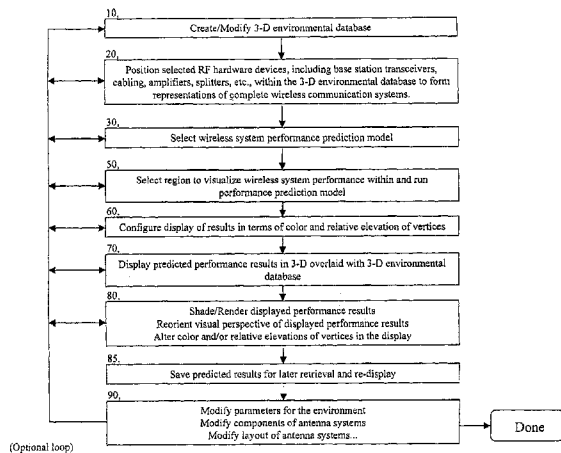 10.
Create/Modify 3-D environmental database
20.
Position selected RF hardware devices, including base station transceivers,
cabling, amplifiers, splitters, etc., within the 3-D environmental database to form
representations of complete wireless communication systems.
30.
Select wireless system performance prediction model
50.
Select region to visualize wireless system performance within and run
performance prediction model
60.
Configure display of results in terms of color and relative elevation of vertices
70.
Display predicted performance results in 3-D overlaid with 3-D environmental
database
80.
Shade/Render displayed performance results
Reorient visual perspective of displayed performance results
Alter color and/or relative elevations of vertices in the display
85.
Save predicted results for later retrieval and re-display
90.
Modify parameters for the environment
Modify components of antenna systems
Modify layout of antenna systems...
Done
(Optional loop)